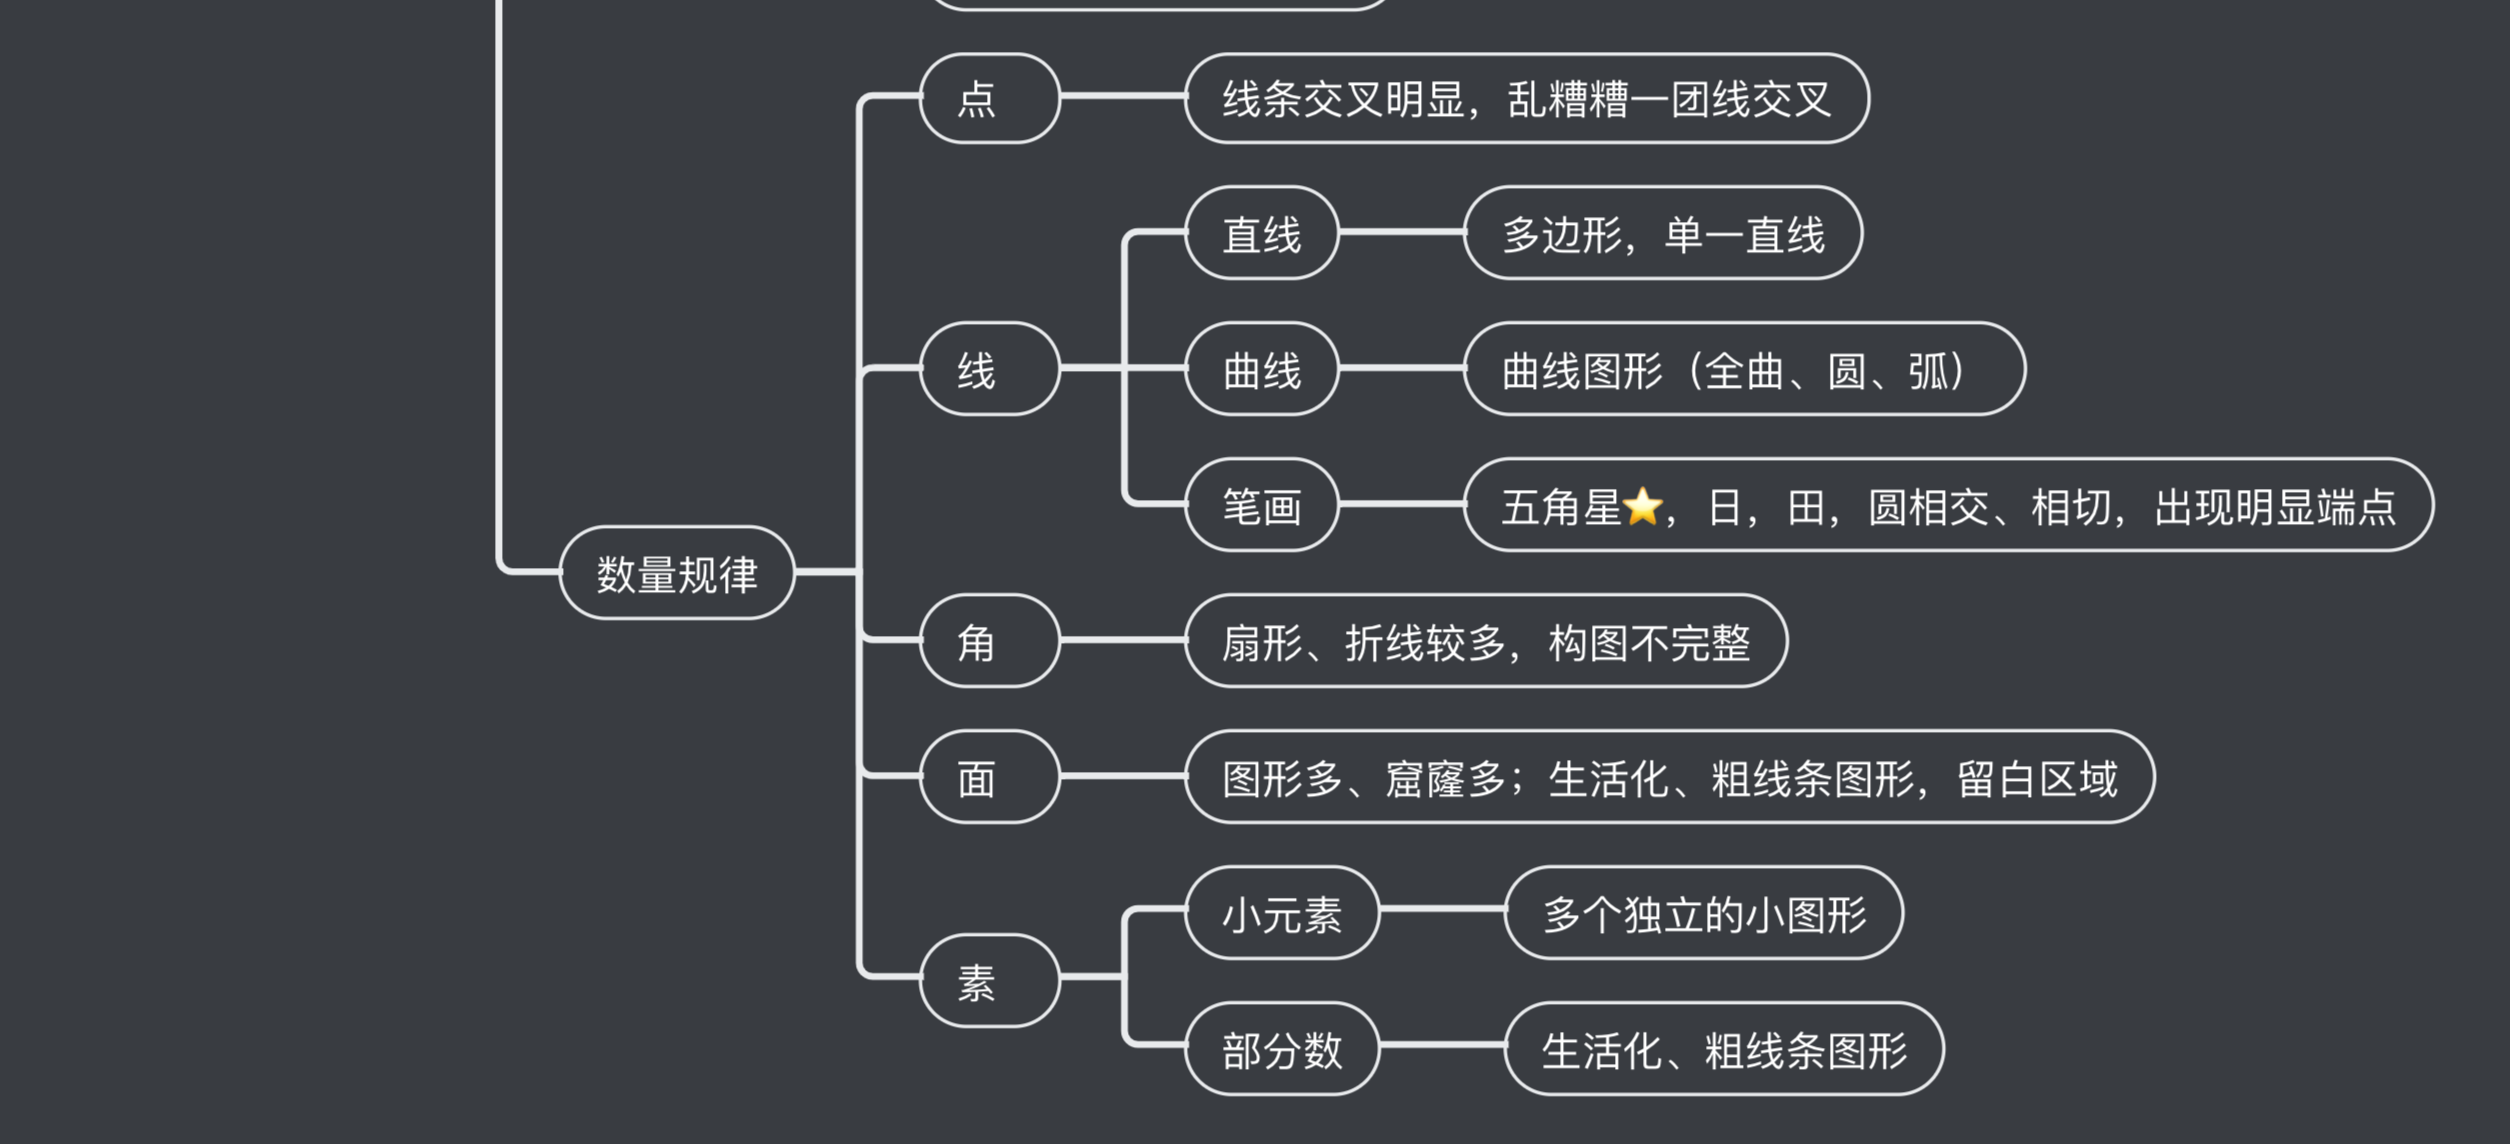 点
线条交叉明显，乱糟糟一团线交叉
直线
多边形，单一直线
线
曲线
曲线图形（全曲、圆、弧）
笔画
五角星⭐，日，田，圆相交、相切，出现明显端点
数量规律
角
扇形、折线较多，构图不完整
面
图形多、窟窿多；生活化、粗线条图形，留白区域
小元素
多个独立的小图形
素
部分数
生活化、粗线条图形